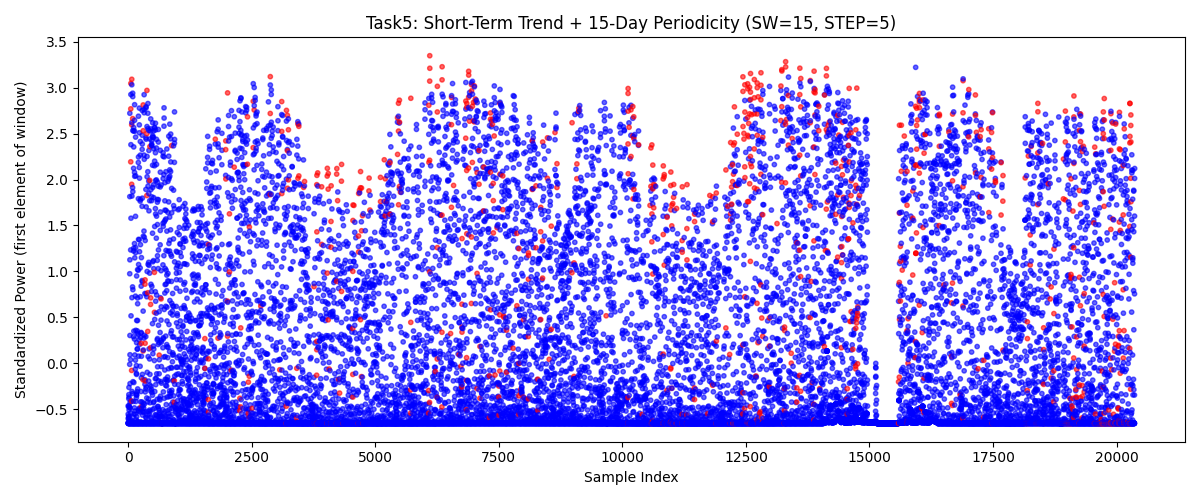 Task5: Short-Term Trend + 15-Day Periodicity (SW=15, STEP=5)
Standardized Power (first element of window)
3.5
3.0
2.5
2.0
1.5
1.0
0.5
0.0
−0.5
0 2500 5000 7500 10000 12500 15000 17500 20000
Sample Index